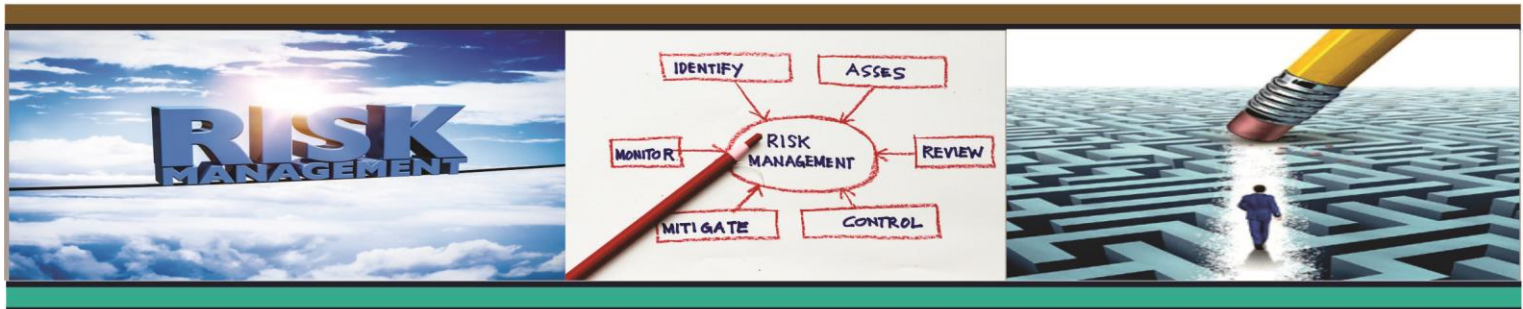 RISK
MANAGEMENT
IDENTIFY
ASSES
MONITOR
RISK
MANAGEMENT
REVIEW
MITIGATE
CONTROL